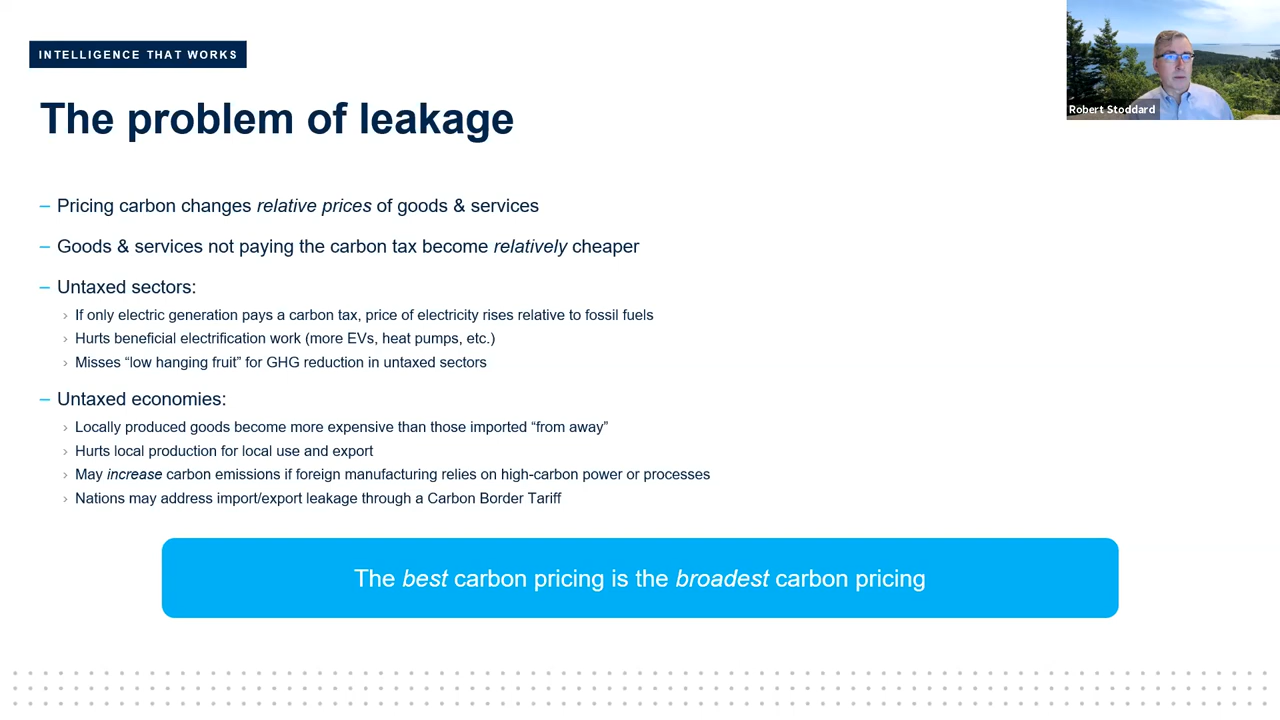 INTELLIGENCE THAT WORKS
Robert Stoddard
The problem of leakage
– Pricing carbon changes relative prices of goods & services
– Goods & services not paying the carbon tax become relatively cheaper
– Untaxed sectors:
› If only electric generation pays a carbon tax, price of electricity rises relative to fossil fuels
› Hurts beneficial electrification work (more EVs, heat pumps, etc.)
› Misses “low hanging fruit” for GHG reduction in untaxed sectors
– Untaxed economies:
› Locally produced goods become more expensive than those imported “from away”
› Hurts local production for local use and export
› May increase carbon emissions if foreign manufacturing relies on high-carbon power or processes
› Nations may address import/export leakage through a Carbon Border Tariff
The best carbon pricing is the broadest carbon pricing